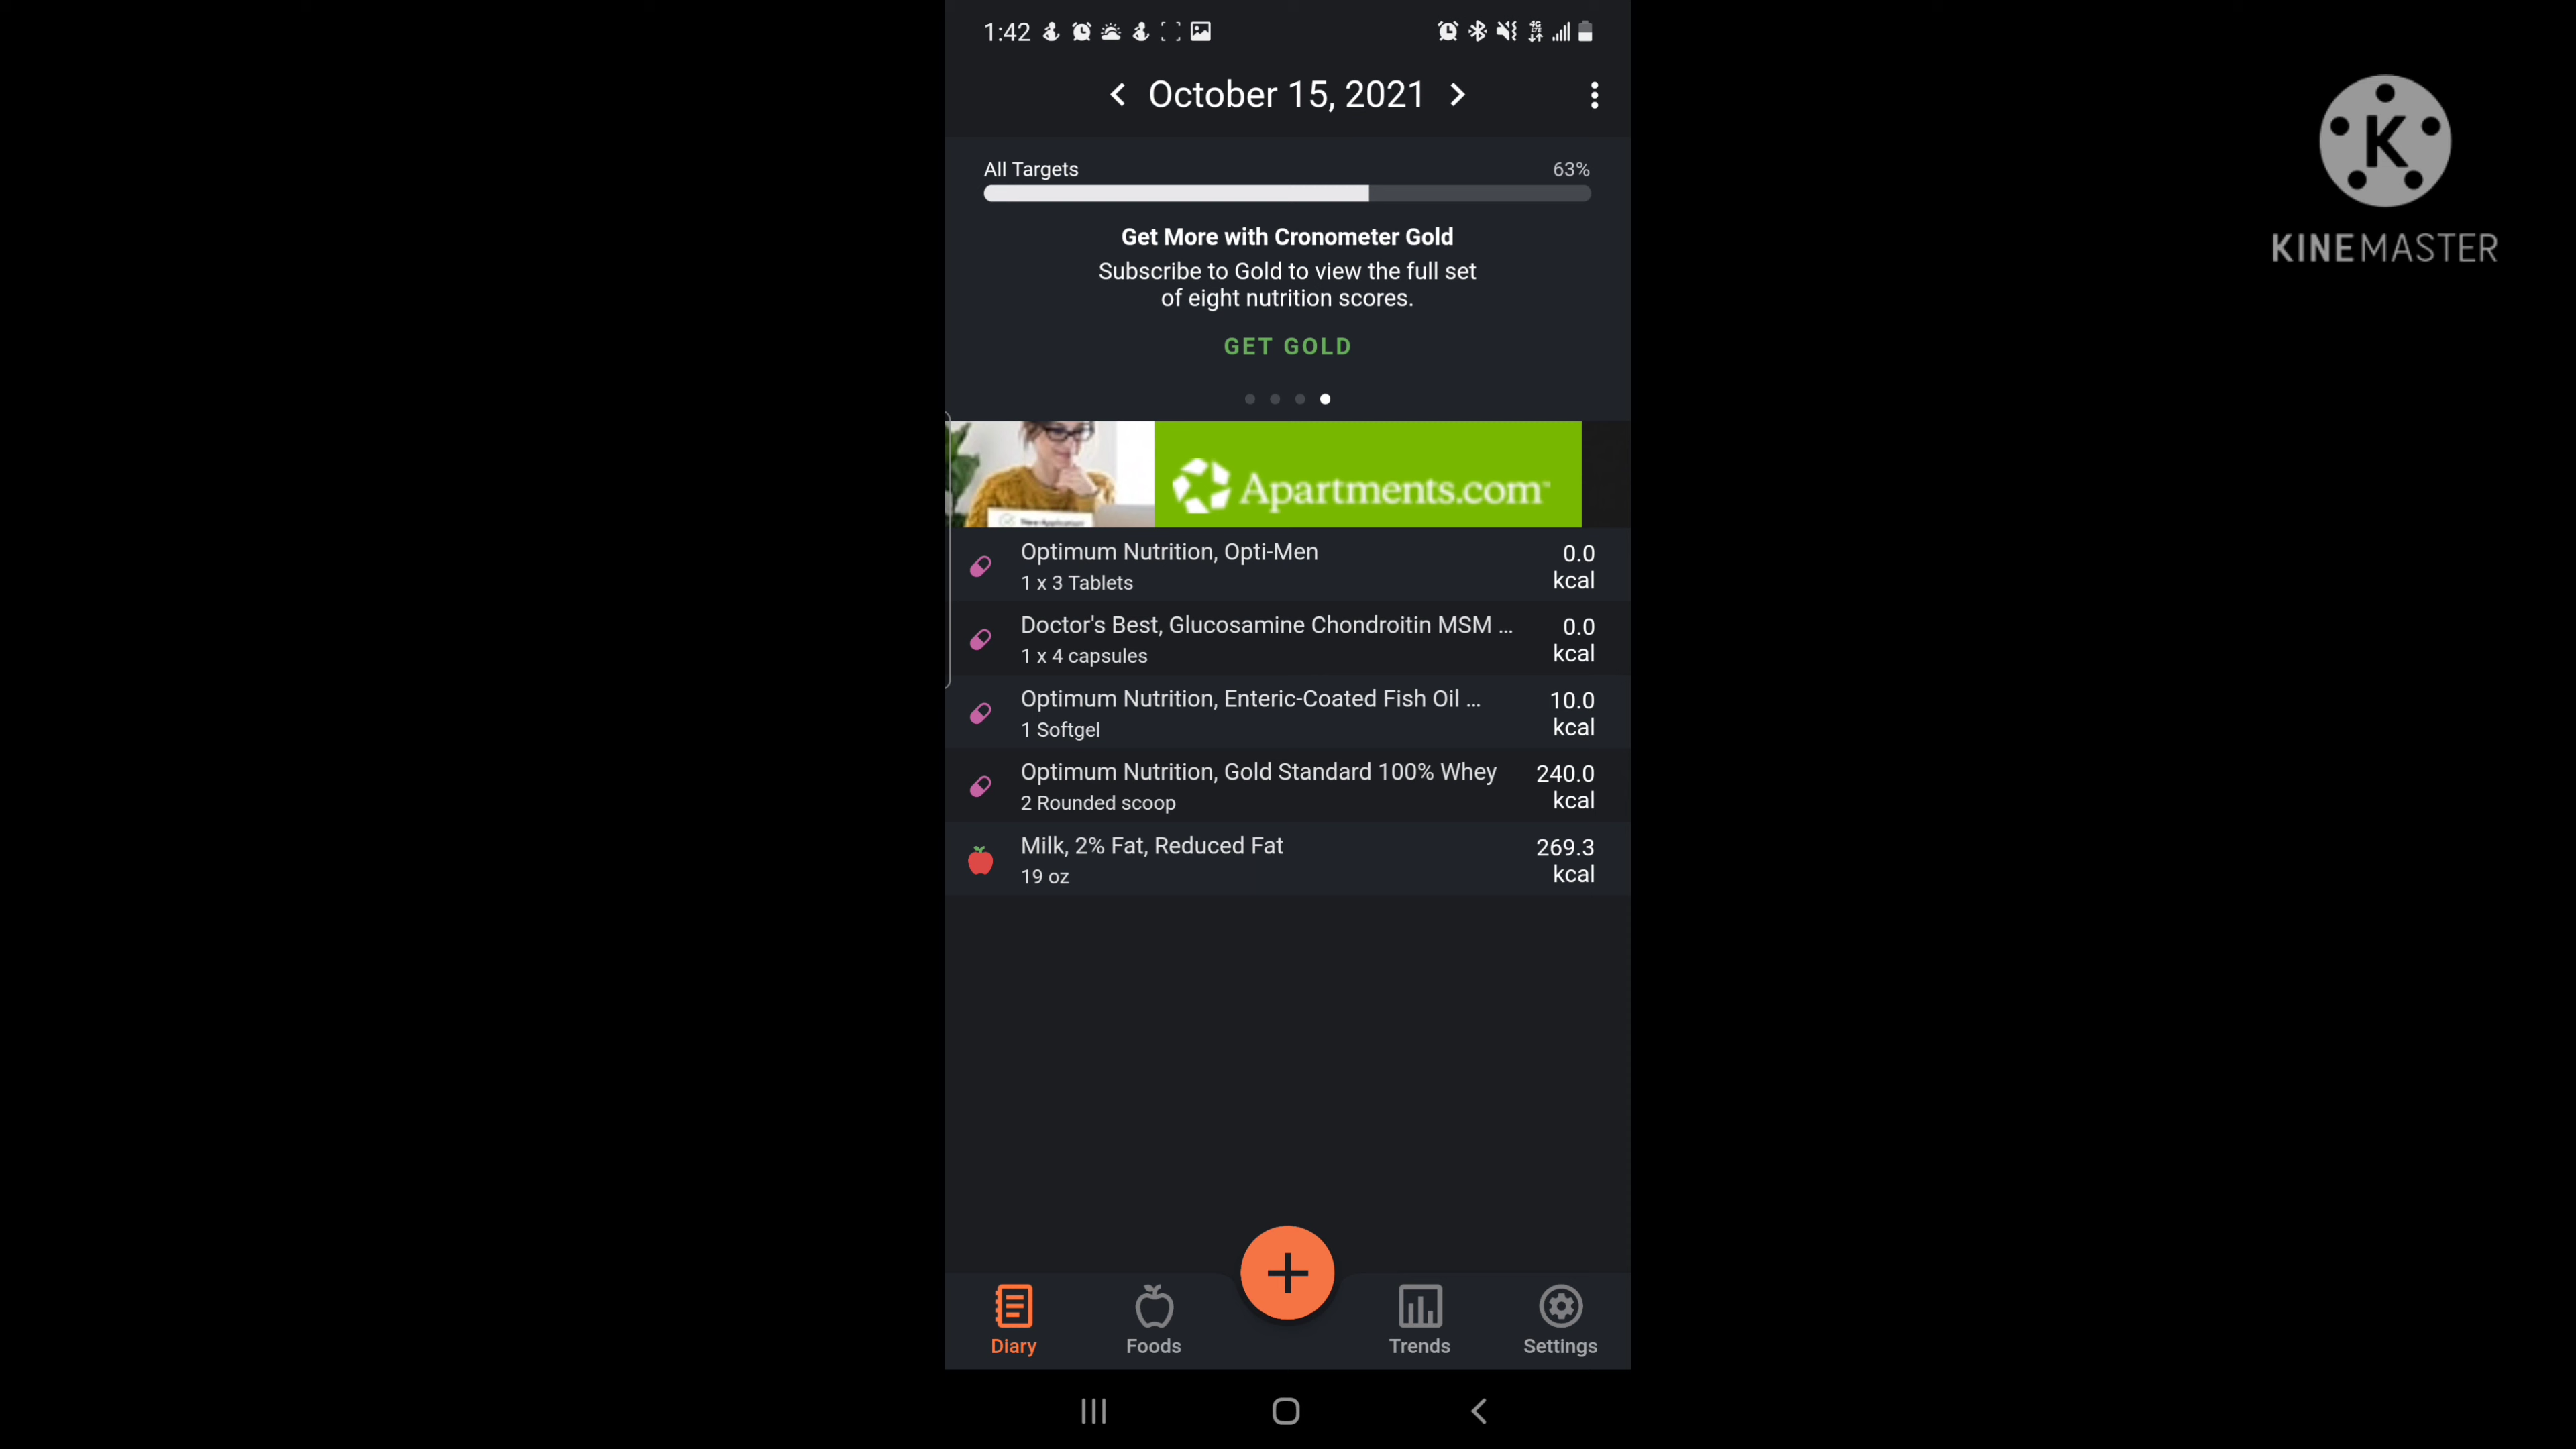 1:42
October 15, 2021
All Targets 63%
Get More with Cronometer Gold
Subscribe to Gold to view the full set
of eight nutrition scores.
GET GOLD
Apartments.com™
New Application
Optimum Nutrition, Opti-Men 0.0
1 x 3 Tablets kcal
Doctor's Best, Glucosamine Chondroitin MSM ... 0.0
1 x 4 capsules kcal
Optimum Nutrition, Enteric-Coated Fish Oil ... 10.0
1 Softgel kcal
Optimum Nutrition, Gold Standard 100% Whey 240.0
2 Rounded scoop kcal
Milk, 2% Fat, Reduced Fat 269.3
19 oz kcal
Diary Foods Trends Settings
K
KINEMASTER